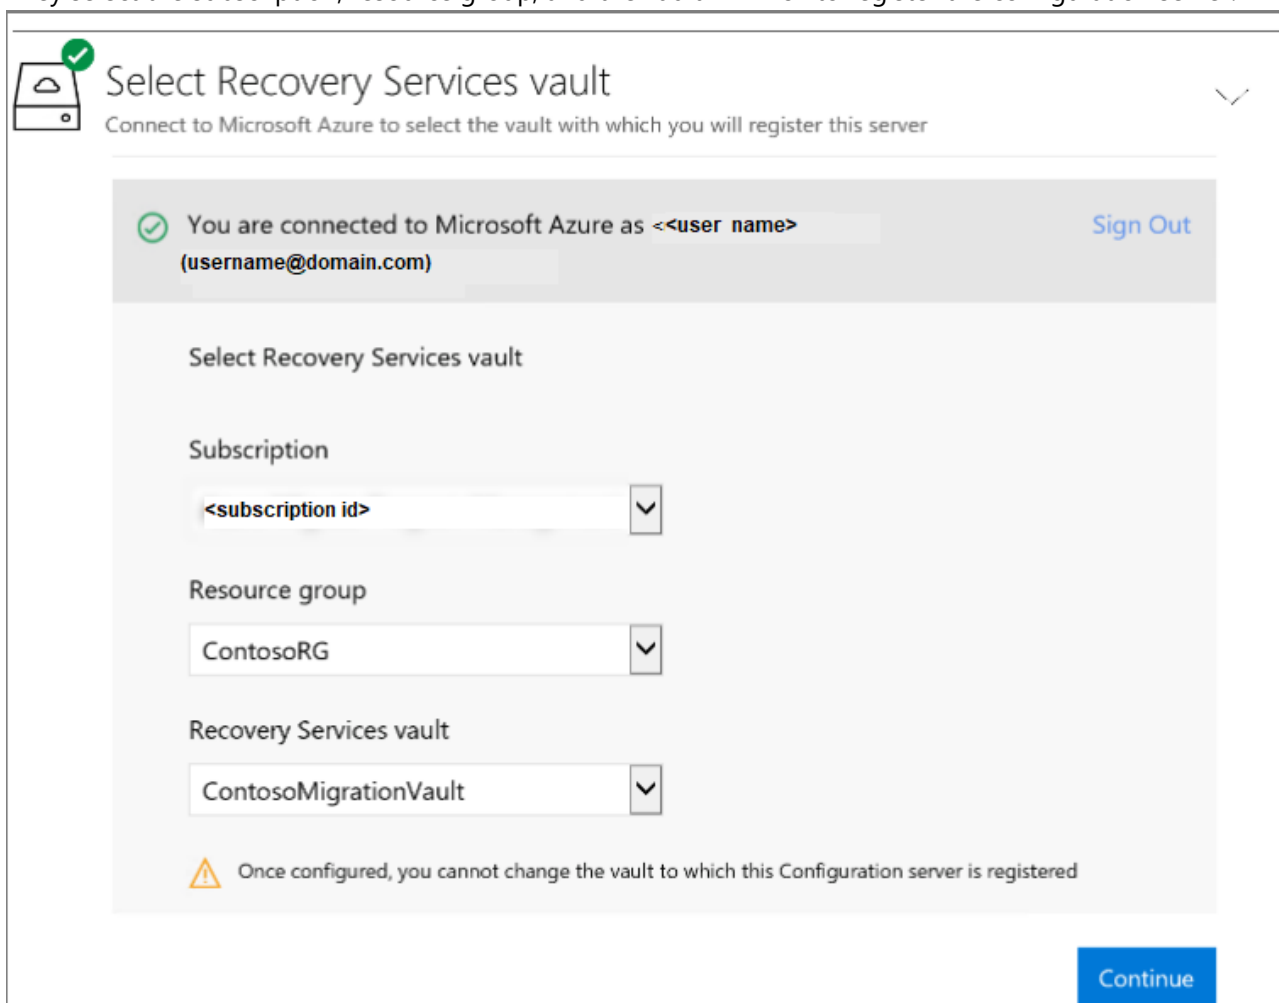 Select Recovery Services vault
Connect to Microsoft Azure to select the vault with which you will register this server
You are connected to Microsoft Azure as <<user name>
Sign Out
(username@domain.com)
Select Recovery Services vault
Subscription
<subscription id>
Resource group
ContosoRG
Recovery Services vault
ContosoMigrationVault
Once configured, you cannot change the vault to which this Configuration server is registered
Continue